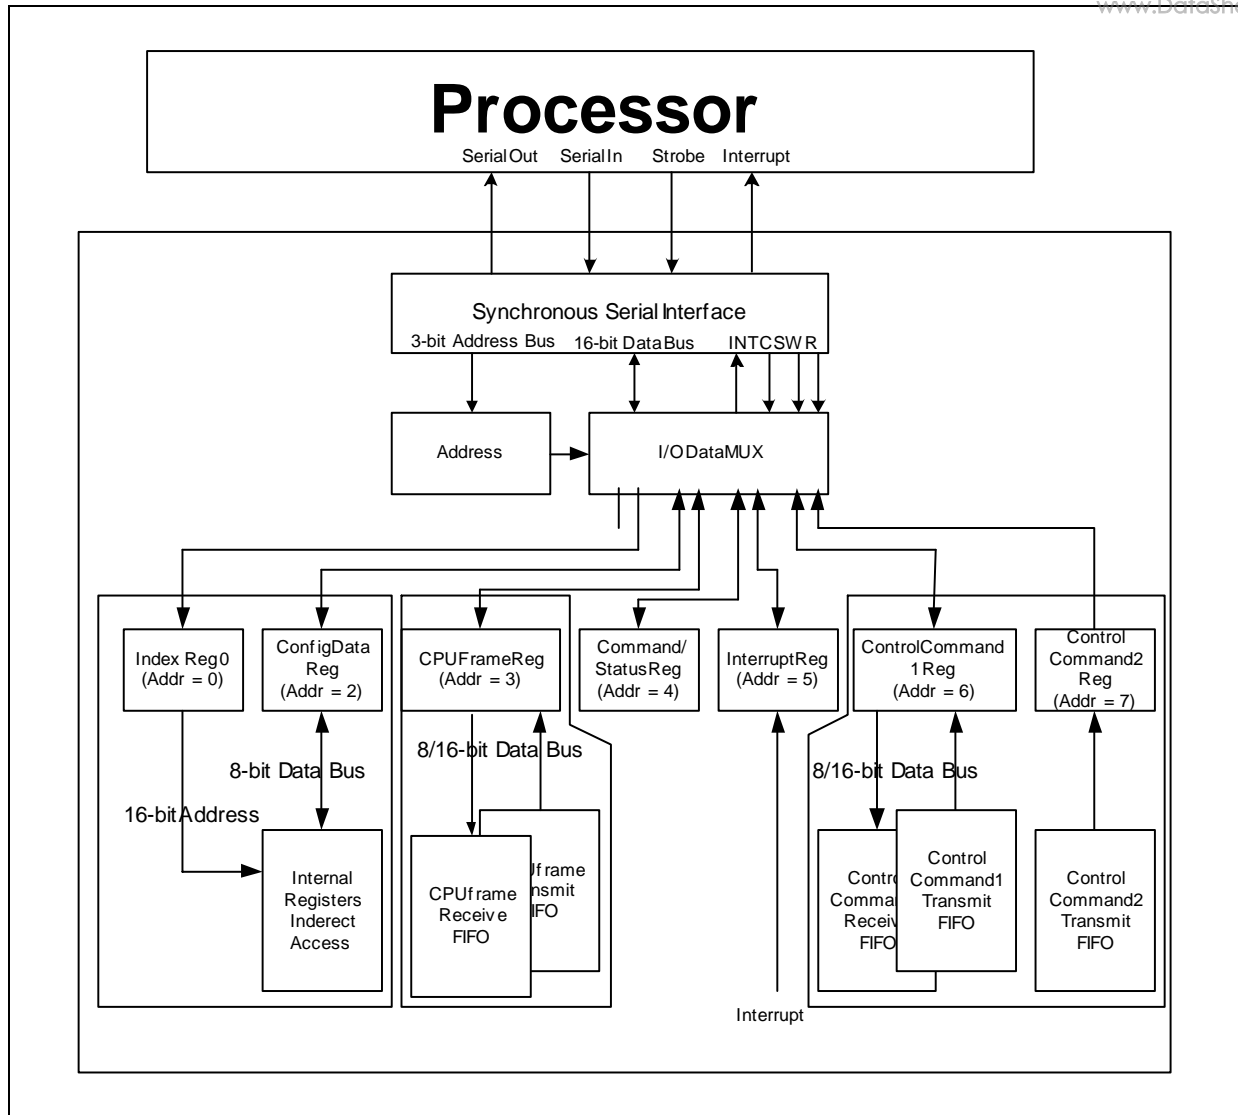 Processor
Serial Out Serial In Strobe Interrupt
Synchronous Serial Interface
3-bit Address Bus 16-bit Data Bus INT CS W R
Address
I/O Data MUX
Index Reg0
(Addr = 0)
Config Data
Reg
(Addr = 2)
CPU Frame Reg
(Addr = 3)
Command/
Status Reg
(Addr = 4)
Interrupt Reg
(Addr = 5)
Control Command
1 Reg
(Addr = 6)
Control
Command2
Reg
(Addr = 7)
8-bit Data Bus
16-bit Address
8/16-bit Data Bus
8/16-bit Data Bus
Internal
Registers
Inderect
Access
CPU frame
Receive
FIFO
Control
Command1
Transmit
FIFO
Control
Command2
Transmit
FIFO
FIFO
Interrupt